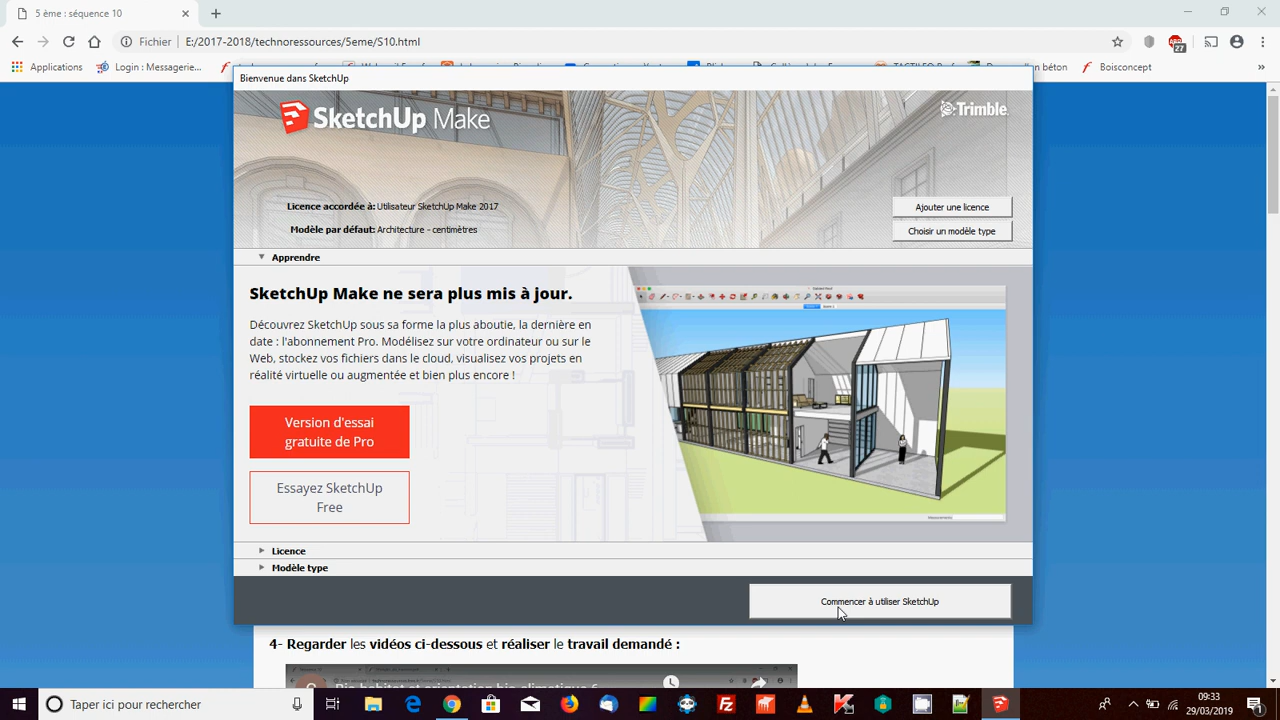 5 ème : séquence 10
Fichier E:/2017-2018/technoressources/5eme/S10.html
27
Applications Login : Messagerie... Boisconcept »
Bienvenue dans SketchUp
SketchUp Make
Trimble
Licence accordée à: Utilisateur SketchUp Make 2017
Ajouter une licence
Modèle par défaut: Architecture - centimètres
Choisir un modèle type
Apprendre
SketchUp Make ne sera plus mis à jour.
Découvrez SketchUp sous sa forme la plus aboutie, la dernière en
date : l'abonnement Pro. Modélisez sur votre ordinateur ou sur le
Web, stockez vos fichiers dans le cloud, visualisez vos projets en
réalité virtuelle ou augmentée et bien plus encore !
Version d'essai
gratuite de Pro
Essayez SketchUp
Free
Licence
Modèle type
Commencer à utiliser SketchUp
4- Regarder les vidéos ci-dessous et réaliser le travail demandé :
Taper ici pour rechercher
09:33
29/03/2019